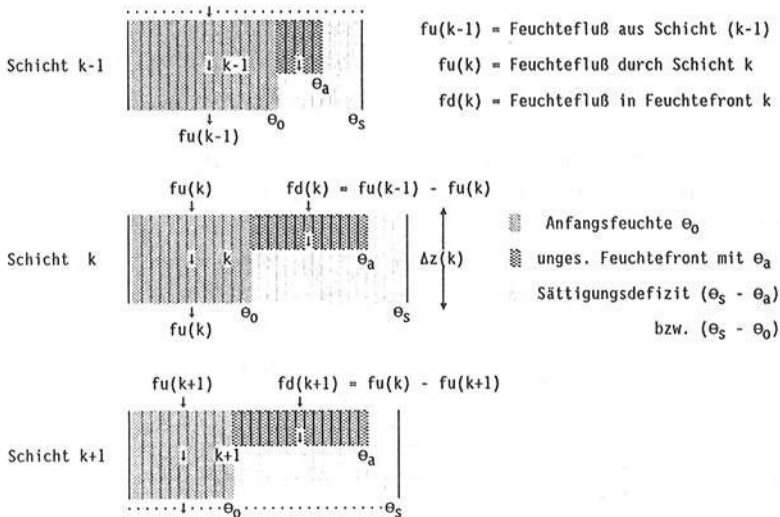 fu(k-1) = Feuchtefluß aus Schicht (k-1)
Schicht k-1
k-1
fu(k) = Feuchtefluß durch Schicht k
Θa
fd(k) = Feuchtefluß in Feuchtefront k
Θo
Θs
fu(k-1)
fu(k)
fd(k) = fu(k-1) - fu(k)
Anfangsfeuchte Θo
Schicht k
k
Θa
Δz(k)
unges. Feuchtefront mit Θa
Sättigungsdefizit (Θs - Θa)
Θo
Θs
fu(k)
bzw. (Θs - Θo)
fu(k+1)
fd(k+1) = fu(k) - fu(k+1)
Schicht k+1
k+1
Θa
Θo
Θs